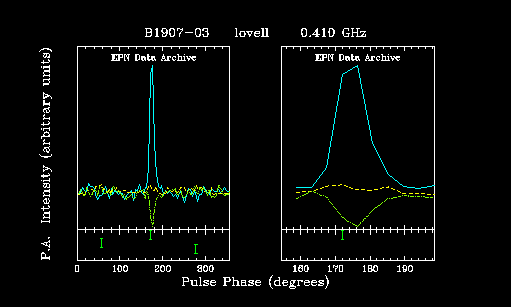 B1907-03 lovell 0.410 GHz
EPN Data Archive EPN Data Archive
P.A. Intensity (arbitrary units)
0 100 200 300 160 170 180 190
Pulse Phase (degrees)